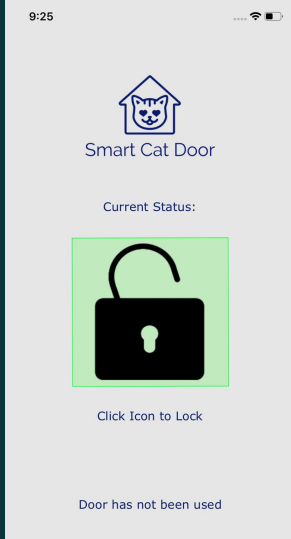 9:25
Smart Cat Door
Current Status:
Click Icon to Lock
Door has not been used